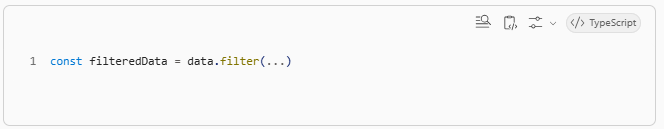 </> TypeScript
1 const filteredData = data.filter(...)